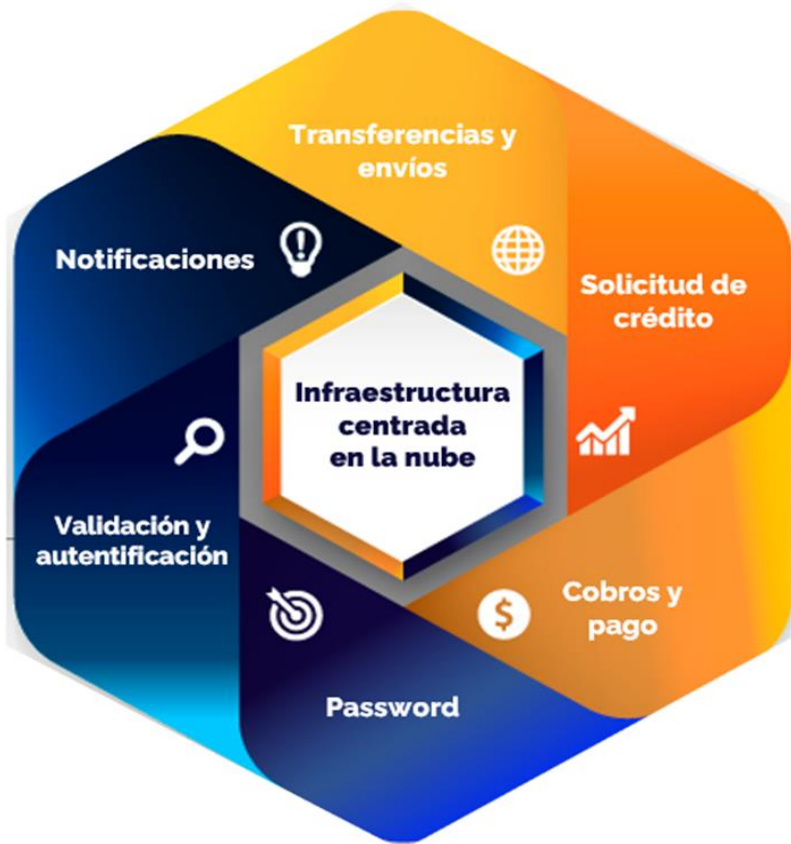 Transferencias y
envíos
Notificaciones
Solicitud de
crédito
Infraestructura
centrada
en la nube
Validación y
autentificación
Cobros y
pago
$
Password